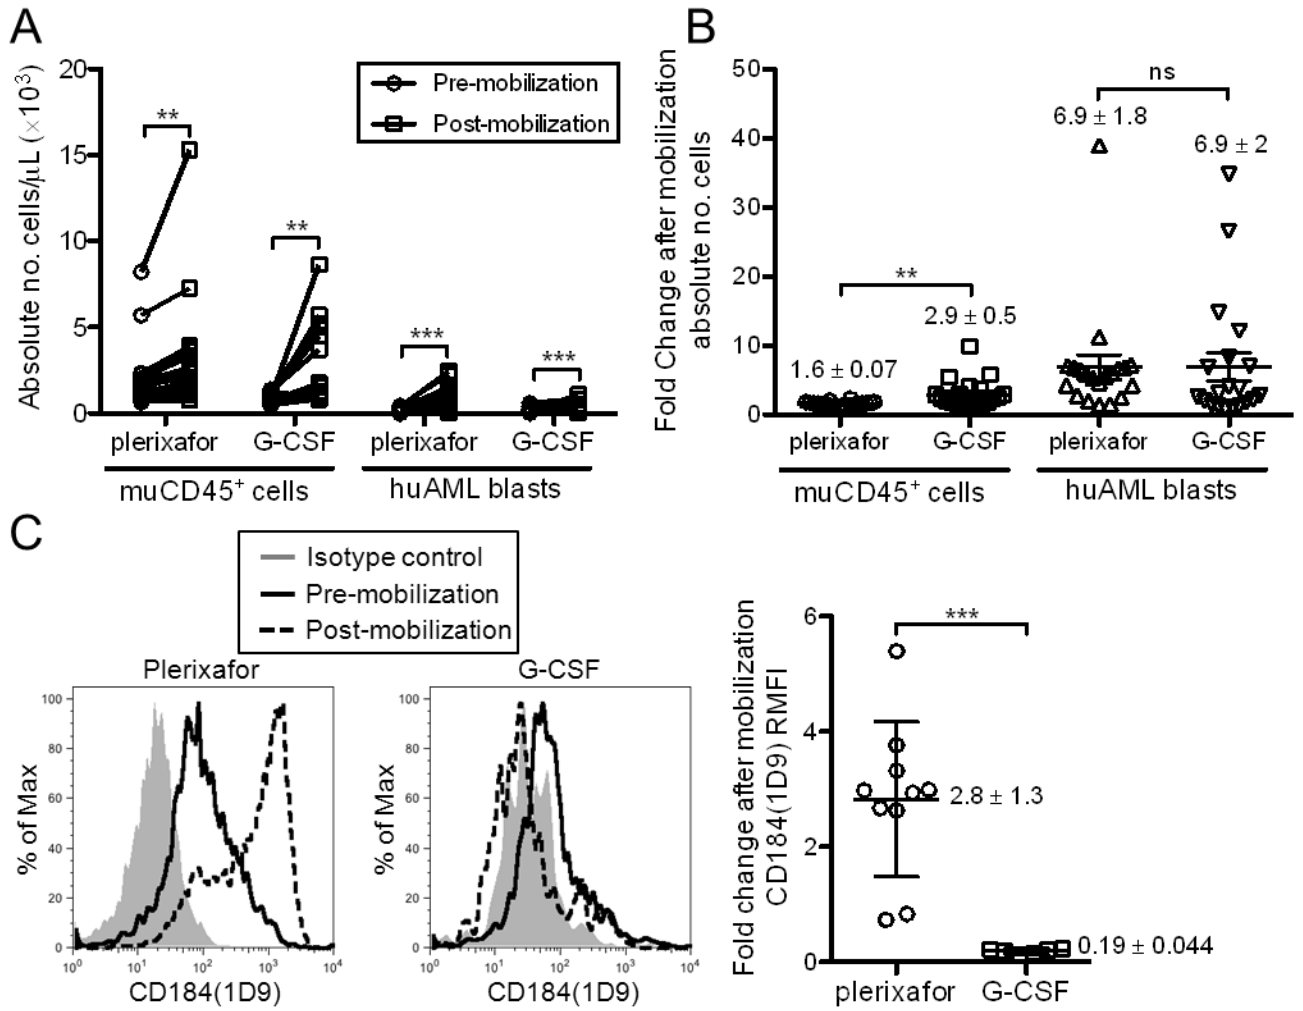 A
Absolute no. cells/μL (×10³)
20
15
10
5
0
Pre-mobilization
Post-mobilization
**
**
***
***
plerixafor
G-CSF
plerixafor
G-CSF
muCD45⁺ cells
huAML blasts
B
Fold Change after mobilization
absolute no. cells
50
40
30
20
10
0
ns
6.9 ± 1.8
6.9 ± 2
**
2.9 ± 0.5
1.6 ± 0.07
plerixafor
G-CSF
plerixafor
G-CSF
muCD45⁺ cells
huAML blasts
C
Isotype control
Pre-mobilization
Post-mobilization
Plerixafor
% of Max
100
80
60
40
20
0
10⁰ 10¹ 10² 10³ 10⁴
CD184(1D9)
G-CSF
% of Max
100
80
60
40
20
0
10⁰ 10¹ 10² 10³ 10⁴
CD184(1D9)
Fold change after mobilization
CD184(1D9) RMFI
6
4
2
0
***
2.8 ± 1.3
0.19 ± 0.044
plerixafor
G-CSF